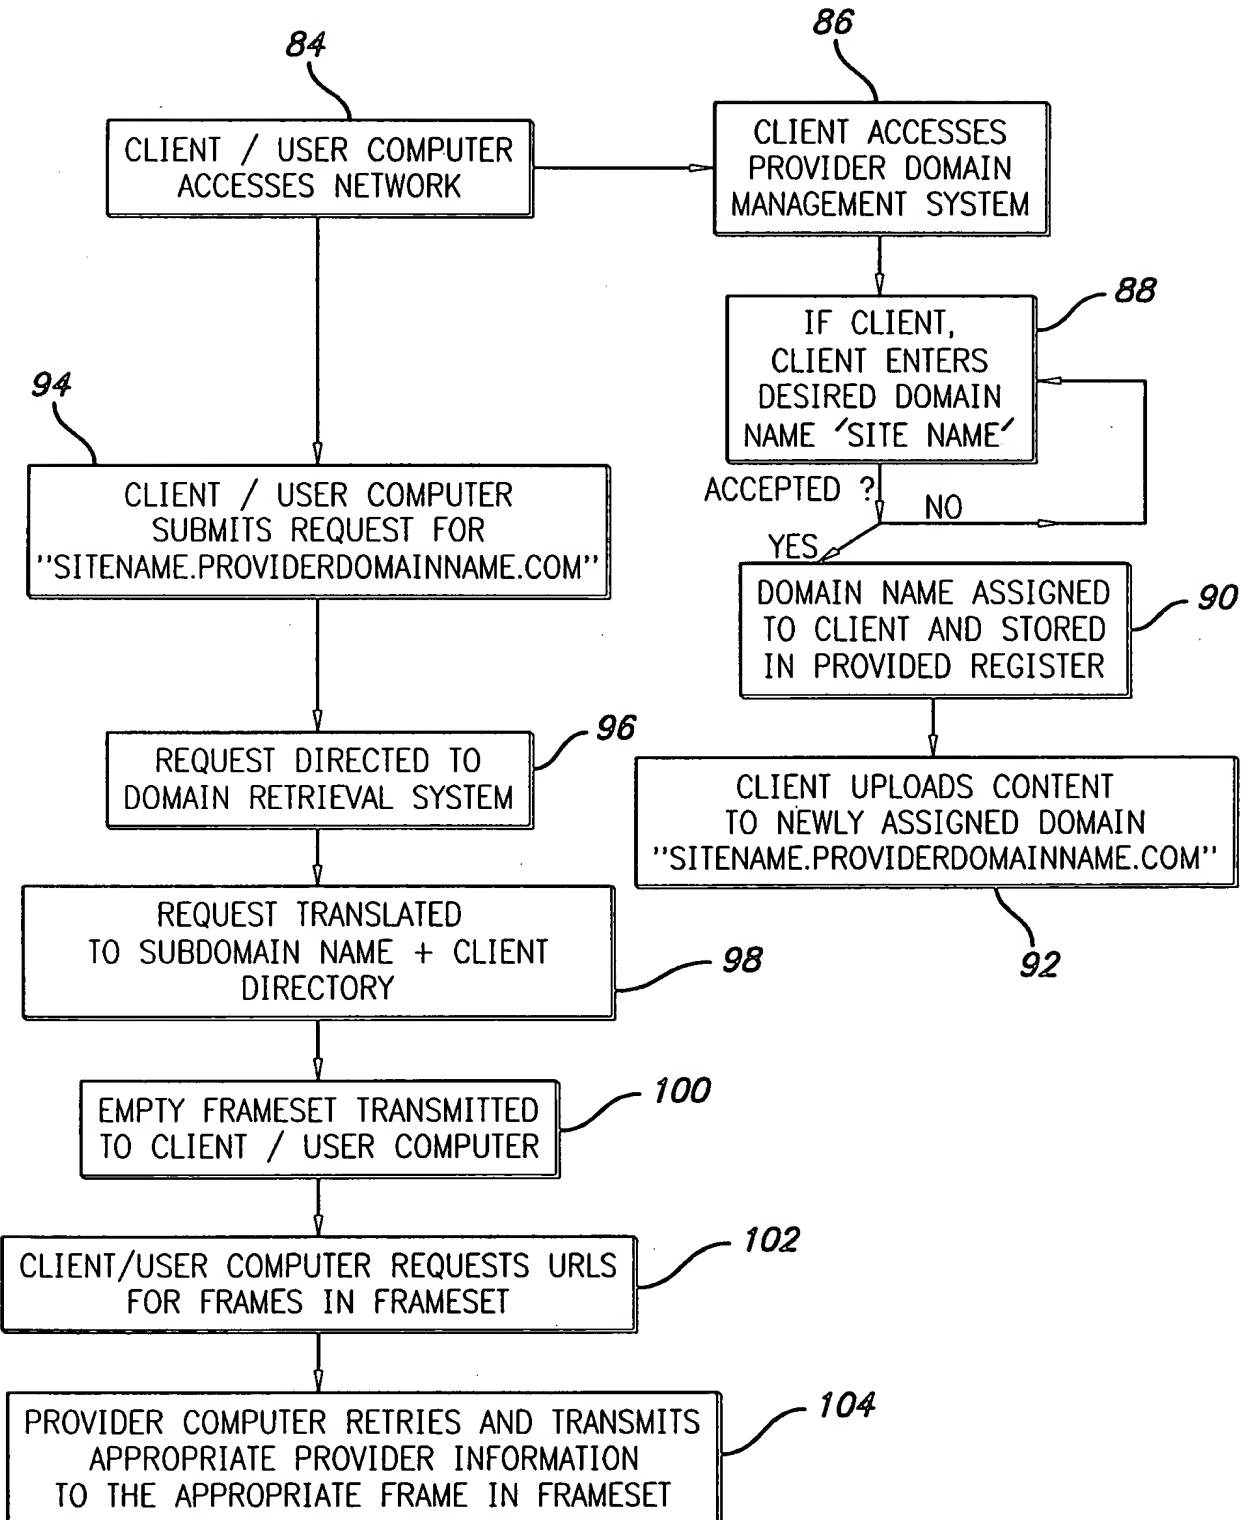 84
CLIENT / USER COMPUTER
ACCESSES NETWORK
86
CLIENT ACCESSES
PROVIDER DOMAIN
MANAGEMENT SYSTEM
88
IF CLIENT,
CLIENT ENTERS
DESIRED DOMAIN
NAME 'SITE NAME'
ACCEPTED ?
NO
YES
90
DOMAIN NAME ASSIGNED
TO CLIENT AND STORED
IN PROVIDED REGISTER
CLIENT UPLOADS CONTENT
TO NEWLY ASSIGNED DOMAIN
"SITENAME.PROVIDERDOMAINNAME.COM"
92
94
CLIENT / USER COMPUTER
SUBMITS REQUEST FOR
"SITENAME.PROVIDERDOMAINNAME.COM"
96
REQUEST DIRECTED TO
DOMAIN RETRIEVAL SYSTEM
REQUEST TRANSLATED
TO SUBDOMAIN NAME + CLIENT
DIRECTORY
98
EMPTY FRAMESET TRANSMITTED
TO CLIENT / USER COMPUTER
100
CLIENT/USER COMPUTER REQUESTS URLS
FOR FRAMES IN FRAMESET
102
PROVIDER COMPUTER RETRIES AND TRANSMITS
APPROPRIATE PROVIDER INFORMATION
TO THE APPROPRIATE FRAME IN FRAMESET
104